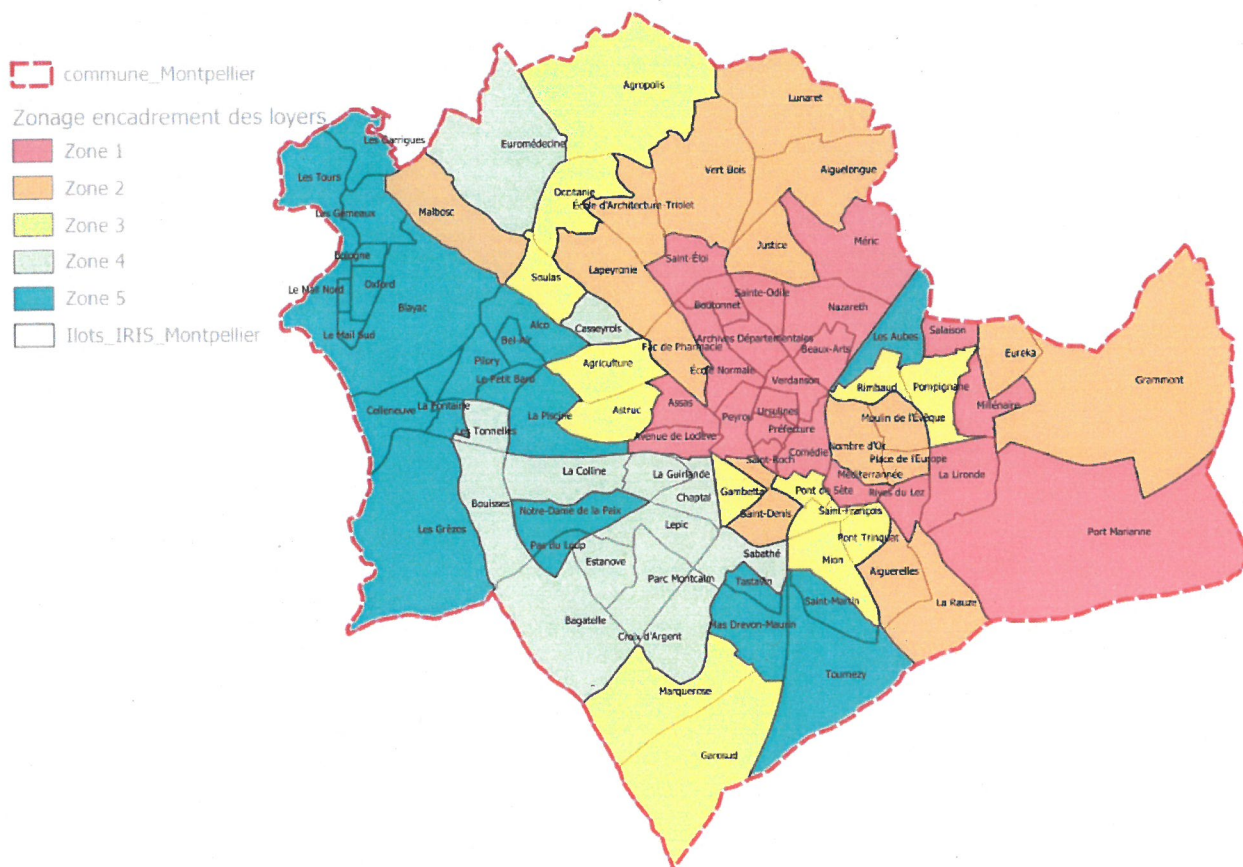 commune_Montpellier
Zonage encadrement des loyers
Zone 1
Zone 2
Zone 3
Zone 4
Zone 5
Ilots_IRIS_Montpellier
Agropolis
Lunaret
Les Garrigues
Euromédecine
Les Tours
Vert Bois
Aiguelongue
Occitanie
École d'Architecture-Triolet
Les Gémeaux
Malbosc
Méric
Justice
Bologne
Saint-Éloi
Lapeyronie
Soulas
Oxford
Le Mail Nord
Sainte-Odile
Boutonnet
Nazareth
Blayac
Alco
Casseyrols
Salaison
Le Mail Sud
Bel-Air
Archives Départementales
Les Aubes
Fac de Pharmacie
Beaux-Arts
Eureka
Pilory
Agriculture
École Normale
Grammont
Le Petit Bard
Verdanson
Rimbaud
Pompignane
Millénaire
Assas
La Fontaine
Celleneuve
Astruc
Ursulines
La Piscine
Peyrou
Moulin de l'Évêque
Préfecture
Les Tonnelles
Avenue de Lodève
Nombre d'Or
Comédie
Saint-Roch
Place de l'Europe
La Colline
La Guirlande
Méditerrannée
La Lironde
Rives du Lez
Gambetta
Pont de Sète
Chaptal
Bouisses
Notre-Dame de la Paix
Saint-Denis
Saint-François
Les Grèzes
Lepic
Port Marianne
Pont Trinquat
Pas du Loup
Sabathé
Mion
Estanove
Aiguerelles
Parc Montcalm
Tastavin
Saint-Martin
La Rauze
Bagatelle
Mas Drevon-Maurin
Croix d'Argent
Tournezy
Marquerose
Garosud